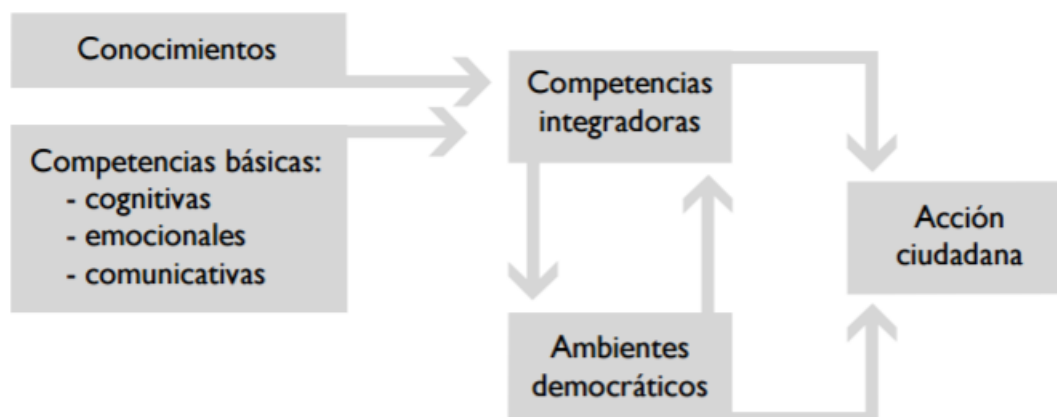 Conocimientos
Competencias básicas:
- cognitivas
- emocionales
- comunicativas
Competencias
integradoras
Ambientes
democráticos
Acción
ciudadana